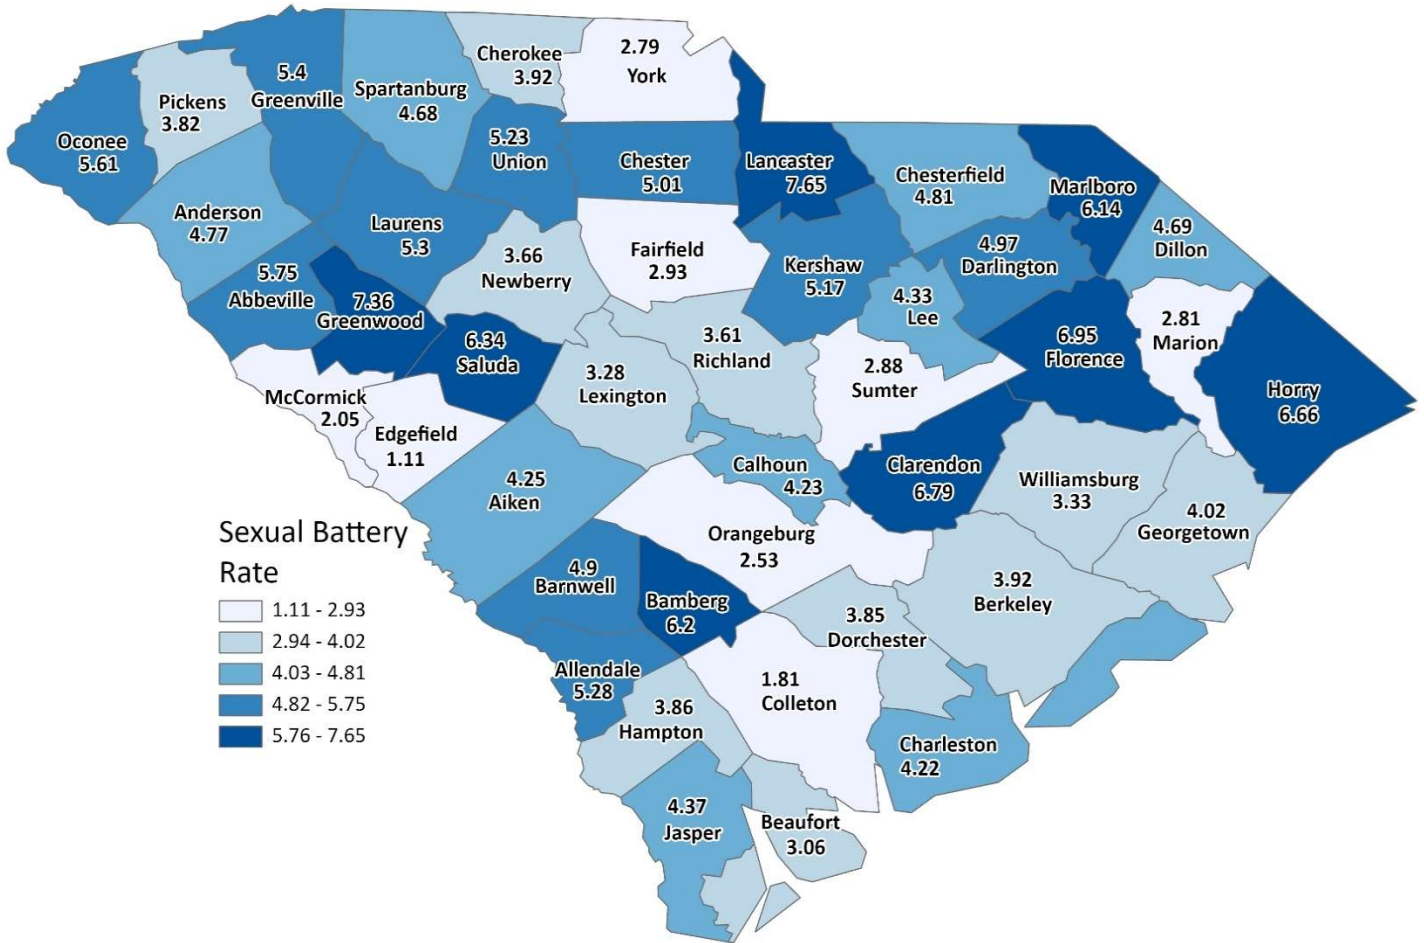 2.79
York
Cherokee
3.92
5.4
Greenville
Spartanburg
4.68
Pickens
3.82
Oconee
5.61
5.23
Union
Chester
5.01
Lancaster
7.65
Chesterfield
4.81
Marlboro
6.14
Anderson
4.77
Laurens
5.3
3.66
Newberry
Fairfield
2.93
Kershaw
5.17
4.97
Darlington
4.69
Dillon
5.75
Abbeville
7.36
Greenwood
6.34
Saluda
3.28
Lexington
3.61
Richland
4.33
Lee
2.88
Sumter
6.95
Florence
2.81
Marion
Horry
6.66
McCormick
2.05
Edgefield
1.11
4.25
Aiken
Calhoun
4.23
Clarendon
6.79
Williamsburg
3.33
4.02
Georgetown
Orangeburg
2.53
4.9
Barnwell
Bamberg
6.2
3.92
Berkeley
3.85
Dorchester
Allendale
5.28
1.81
Colleton
3.86
Hampton
Charleston
4.22
4.37
Jasper
Beaufort
3.06
Sexual Battery
Rate
1.11 - 2.93
2.94 - 4.02
4.03 - 4.81
4.82 - 5.75
5.76 - 7.65